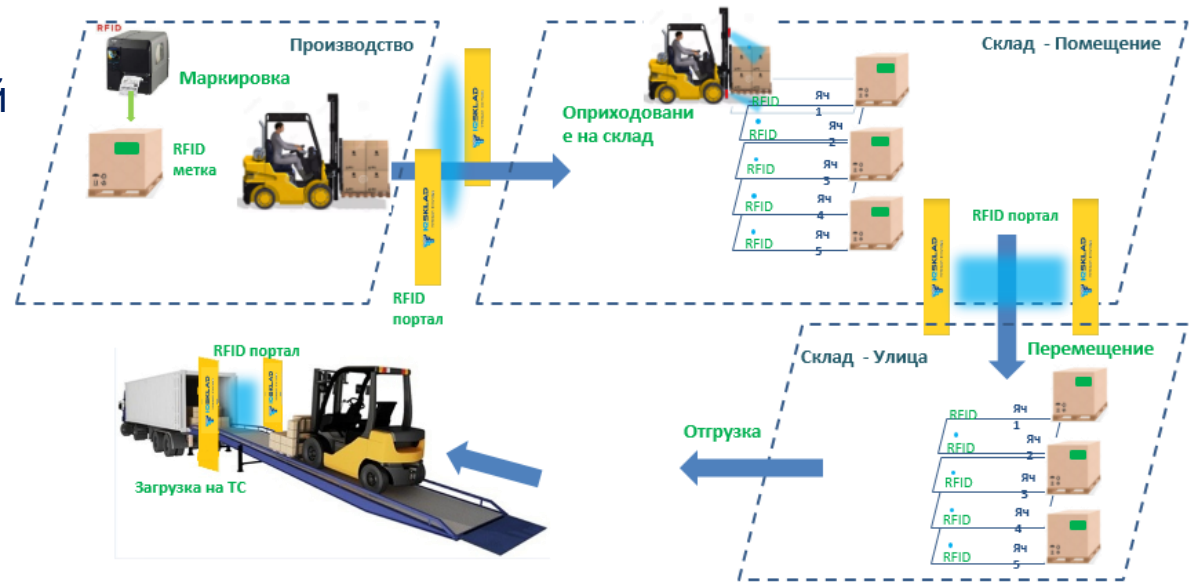 й
RFID
Производство
Маркировка
RFID
метка
RFID
портал
Склад - Помещение
Оприходовани
е на склад
RFID
Яч
1
RFID
Яч
2
RFID
Яч
3
RFID
Яч
4
RFID
Яч
5
RFID портал
Склад - Улица
Перемещение
RFID
Яч
1
RFID
Яч
2
RFID
Яч
3
RFID
Яч
4
RFID
Яч
5
Отгрузка
RFID портал
Загрузка на ТС